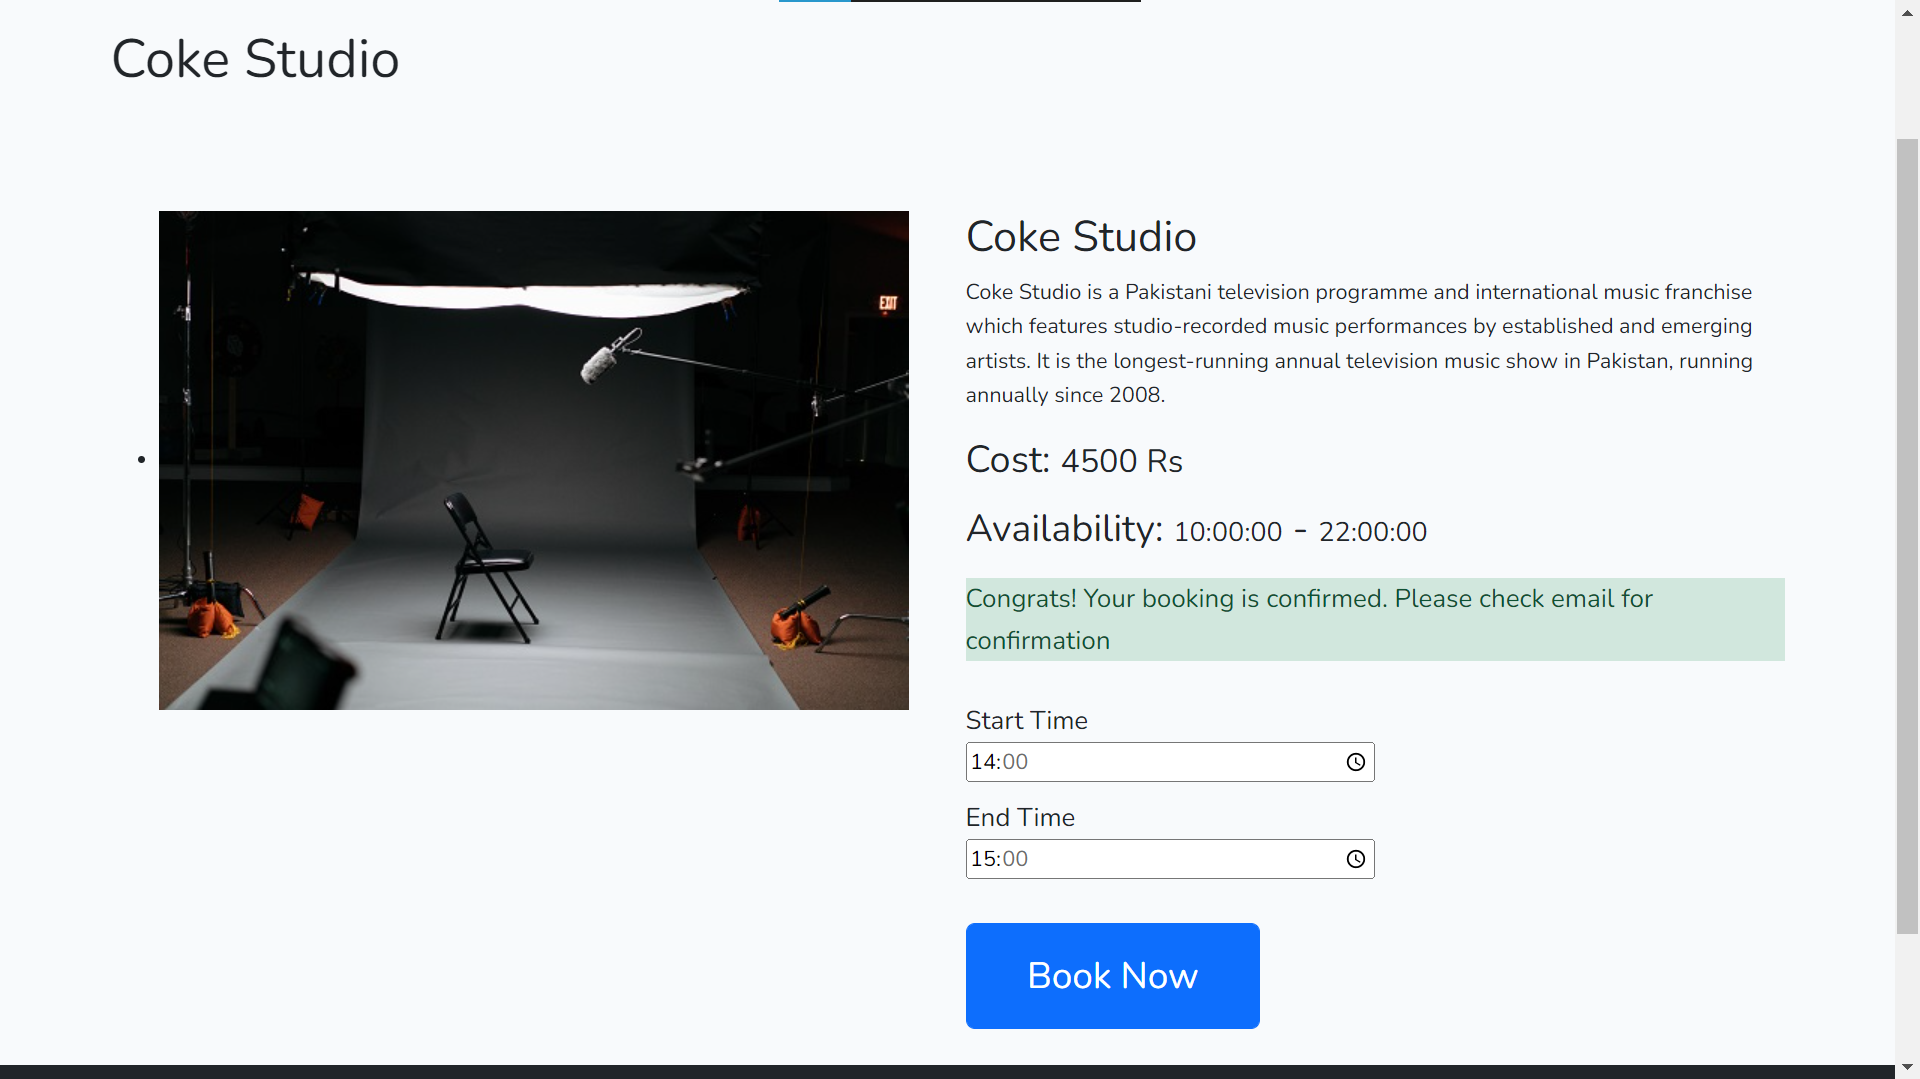 Coke Studio
EXIT
Coke Studio
Coke Studio is a Pakistani television programme and international music franchise
which features studio-recorded music performances by established and emerging
artists. It is the longest-running annual television music show in Pakistan, running
annually since 2008.
Cost: 4500 Rs
Availability: 10:00:00 - 22:00:00
Congrats! Your booking is confirmed. Please check email for
confirmation
Start Time
14:00
End Time
15:00
Book Now